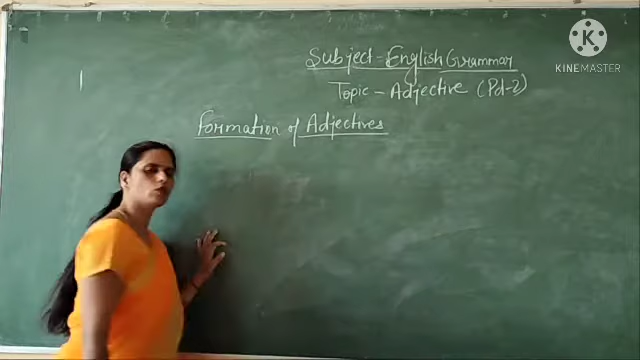 Subject - English Grammar
Topic - Adjective (Pd-2)
Formation of Adjectives
K
KINEMASTER